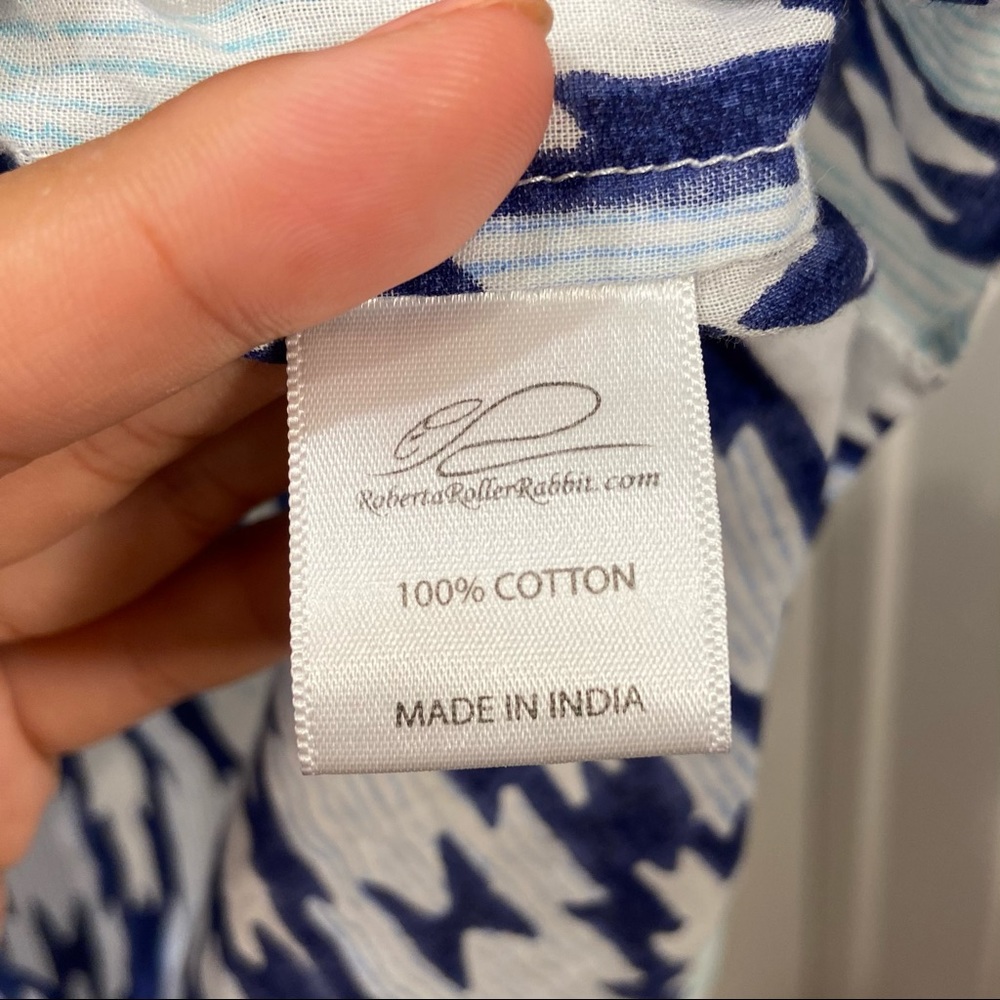 RobertaRollerRabbit.com
100% COTTON
MADE IN INDIA